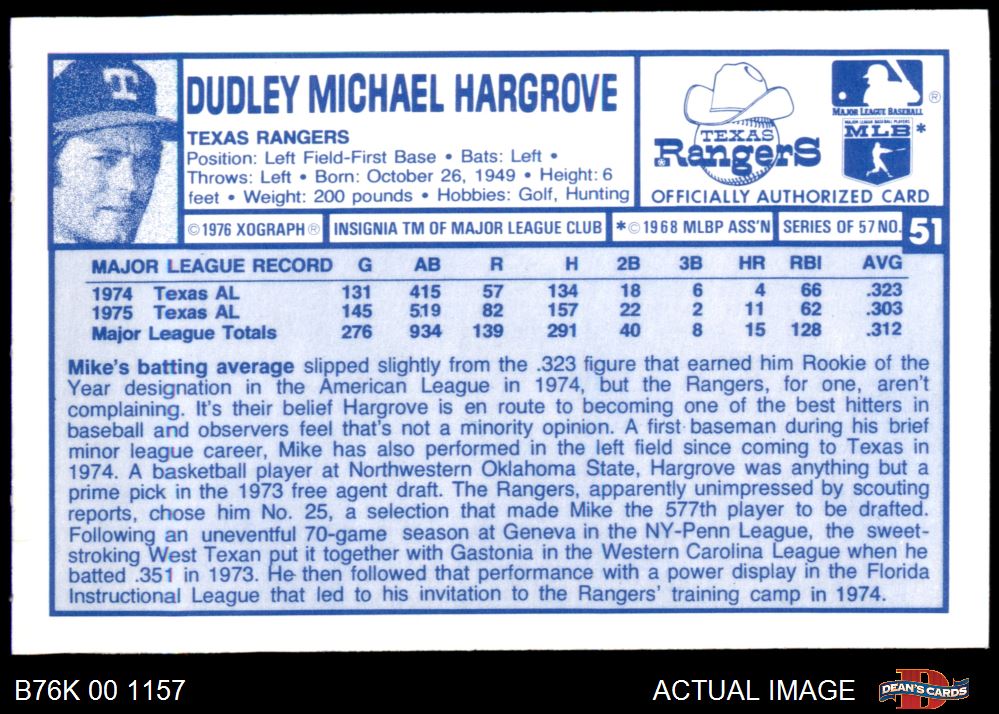 T
DUDLEY MICHAEL HARGROVE
TEXAS RANGERS
Position: Left Field-First Base • Bats: Left •
Throws: Left • Born: October 26, 1949 • Height: 6
feet • Weight: 200 pounds • Hobbies: Golf, Hunting
TEXAS
Rangers
MAJOR LEAGUE BASEBALL ®
MAJOR LEAGUE BASEBALL PLAYERS
MLB *
OFFICIALLY AUTHORIZED CARD
© 1976 XOGRAPH ® INSIGNIA TM OF MAJOR LEAGUE CLUB *© 1968 MLBP ASS'N SERIES OF 57 NO. 51
MAJOR LEAGUE RECORD G AB R H 2B 3B HR RBI AVG
1974 Texas AL 131 415 57 134 18 6 4 66 .323
1975 Texas AL 145 519 82 157 22 2 11 62 .303
Major League Totals 276 934 139 291 40 8 15 128 .312
Mike's batting average slipped slightly from the .323 figure that earned him Rookie of the
Year designation in the American League in 1974, but the Rangers, for one, aren't
complaining. It's their belief Hargrove is en route to becoming one of the best hitters in
baseball and observers feel that's not a minority opinion. A first baseman during his brief
minor league career, Mike has also performed in the left field since coming to Texas in
1974. A basketball player at Northwestern Oklahoma State, Hargrove was anything but a
prime pick in the 1973 free agent draft. The Rangers, apparently unimpressed by scouting
reports, chose him No. 25, a selection that made Mike the 577th player to be drafted.
Following an uneventful 70-game season at Geneva in the NY-Penn League, the sweet-
stroking West Texan put it together with Gastonia in the Western Carolina League when he
batted .351 in 1973. He then followed that performance with a power display in the Florida
Instructional League that led to his invitation to the Rangers' training camp in 1974.
B76K 00 1157
ACTUAL IMAGE
D
DEAN'S CARDS